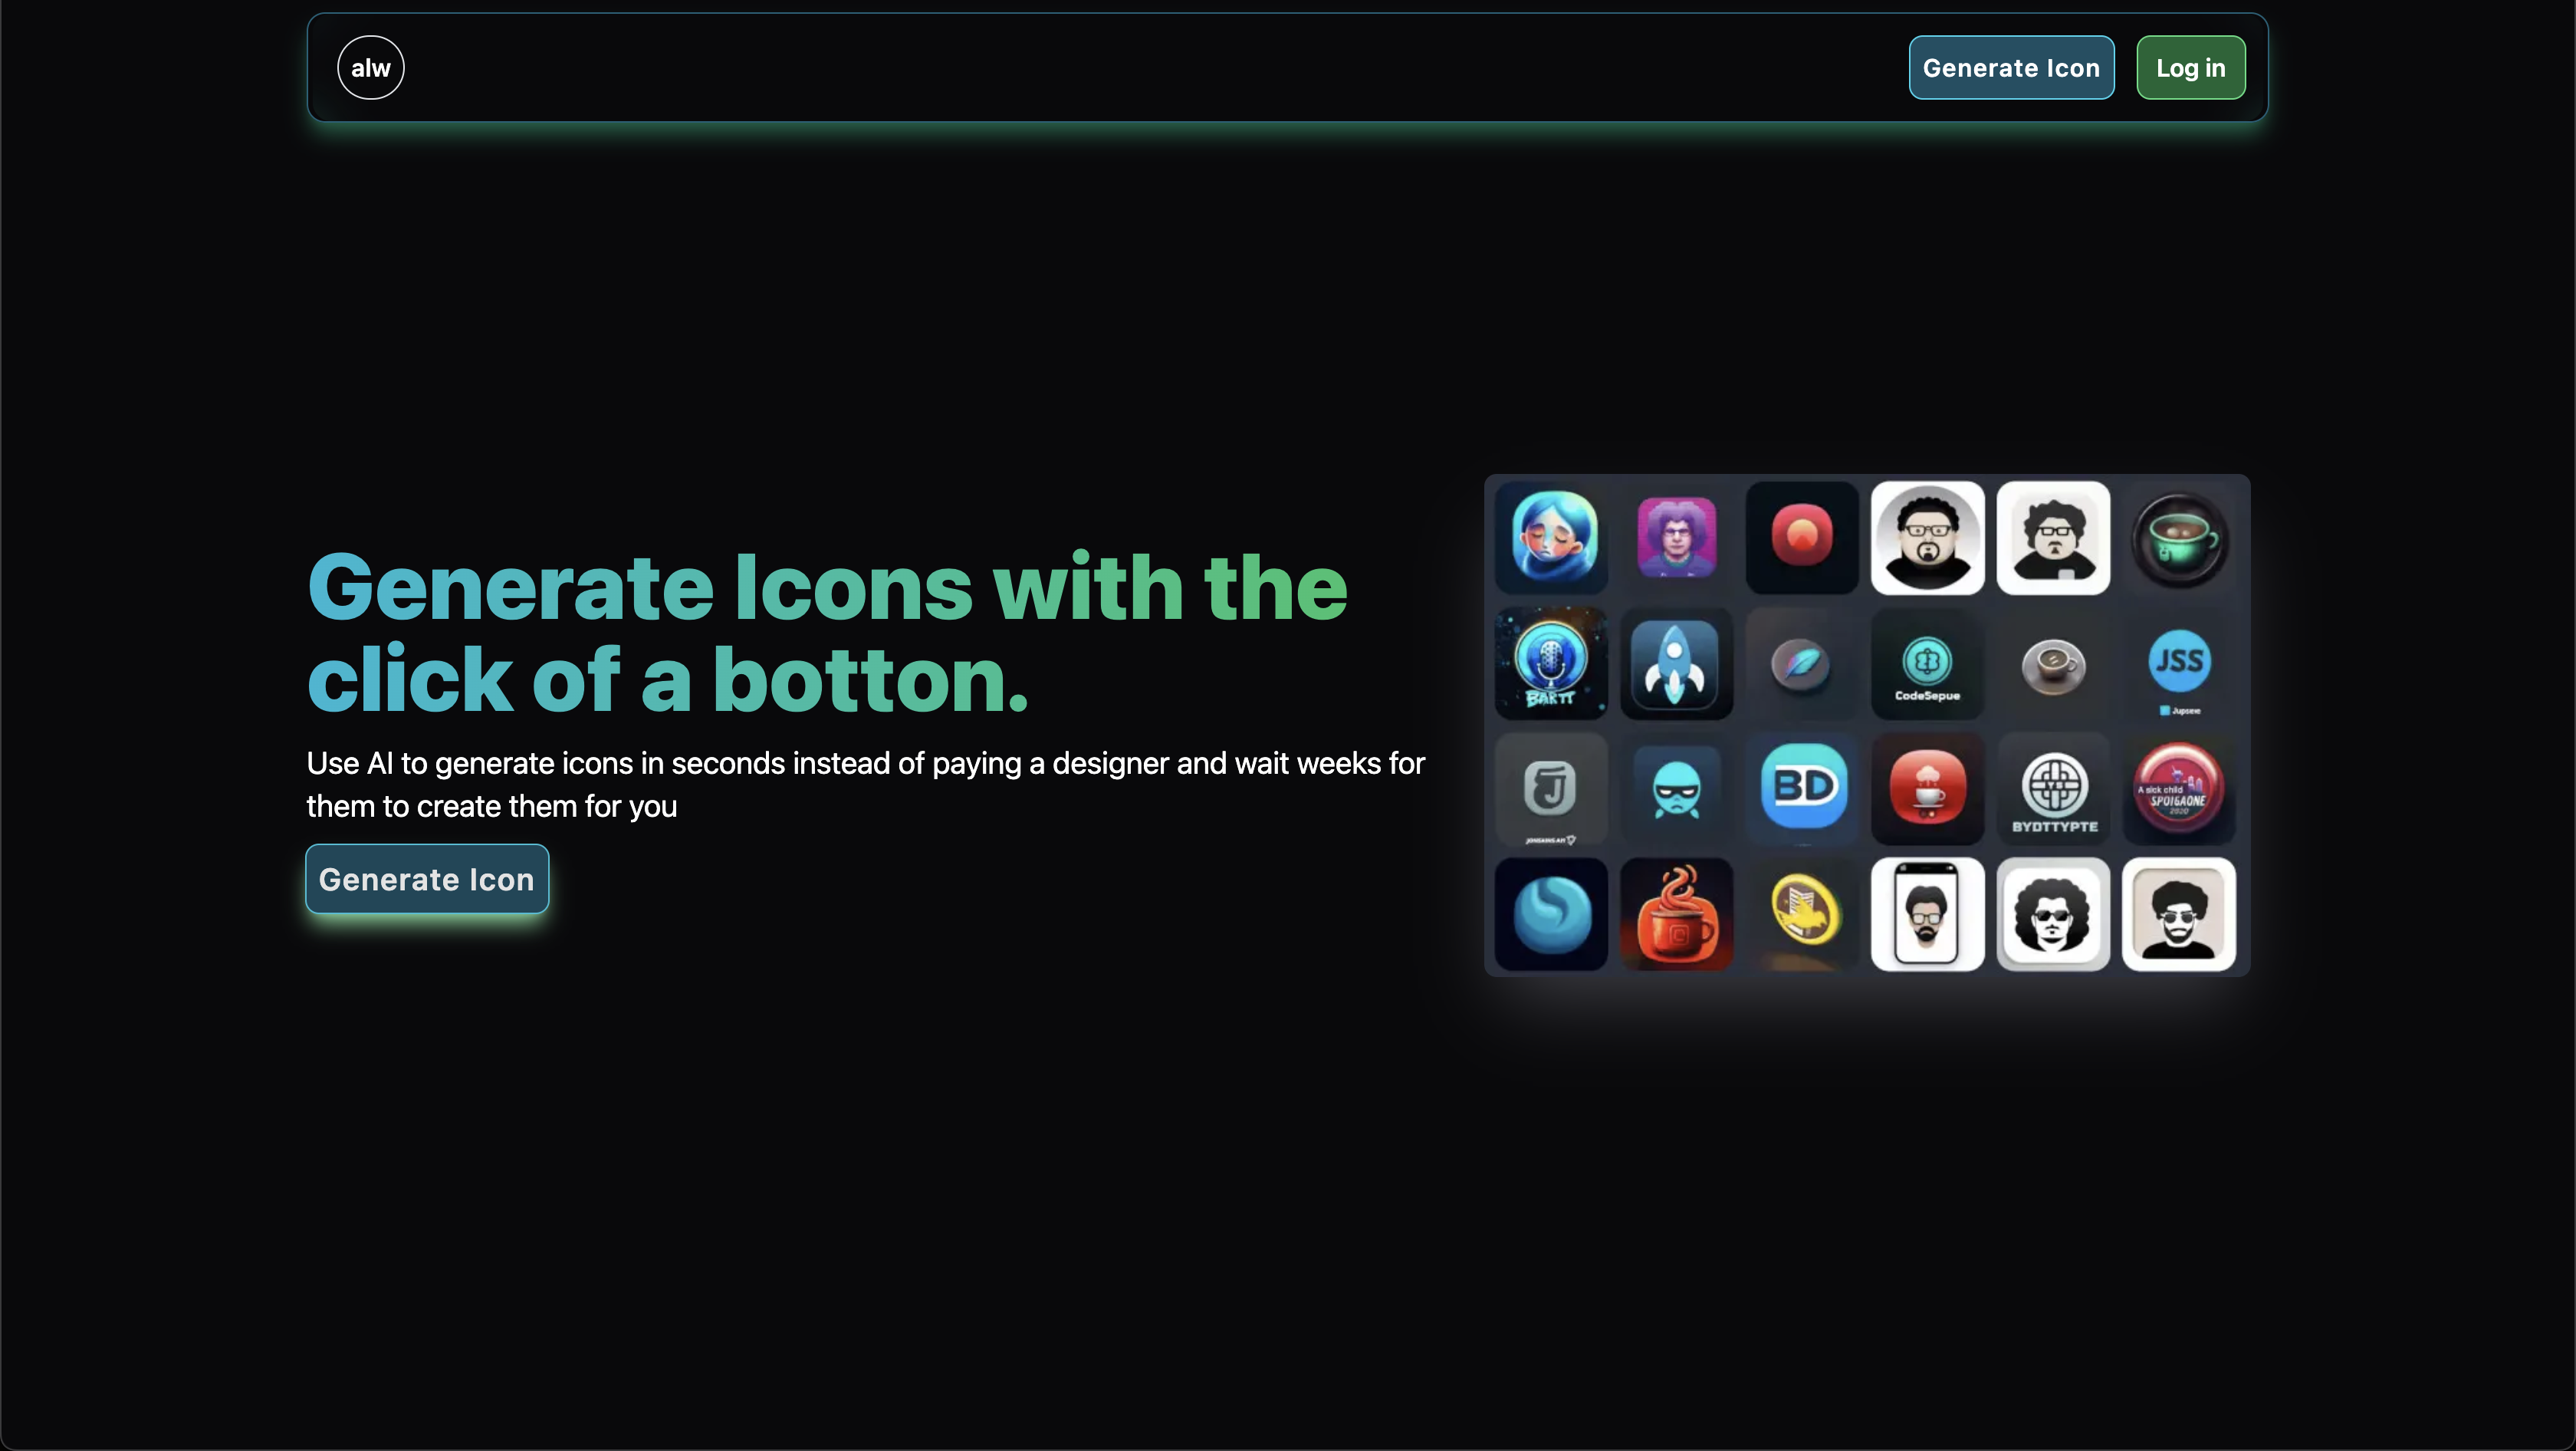 alw
Generate Icon
Log in
Generate Icons with the
click of a botton.
Use AI to generate icons in seconds instead of paying a designer and wait weeks for
them to create them for you
Generate Icon
BARTT
CodeSepue
JSS
Jupsexe
J
BD
BYDTTYPTE
A sick child
SPOIGAONE
2020